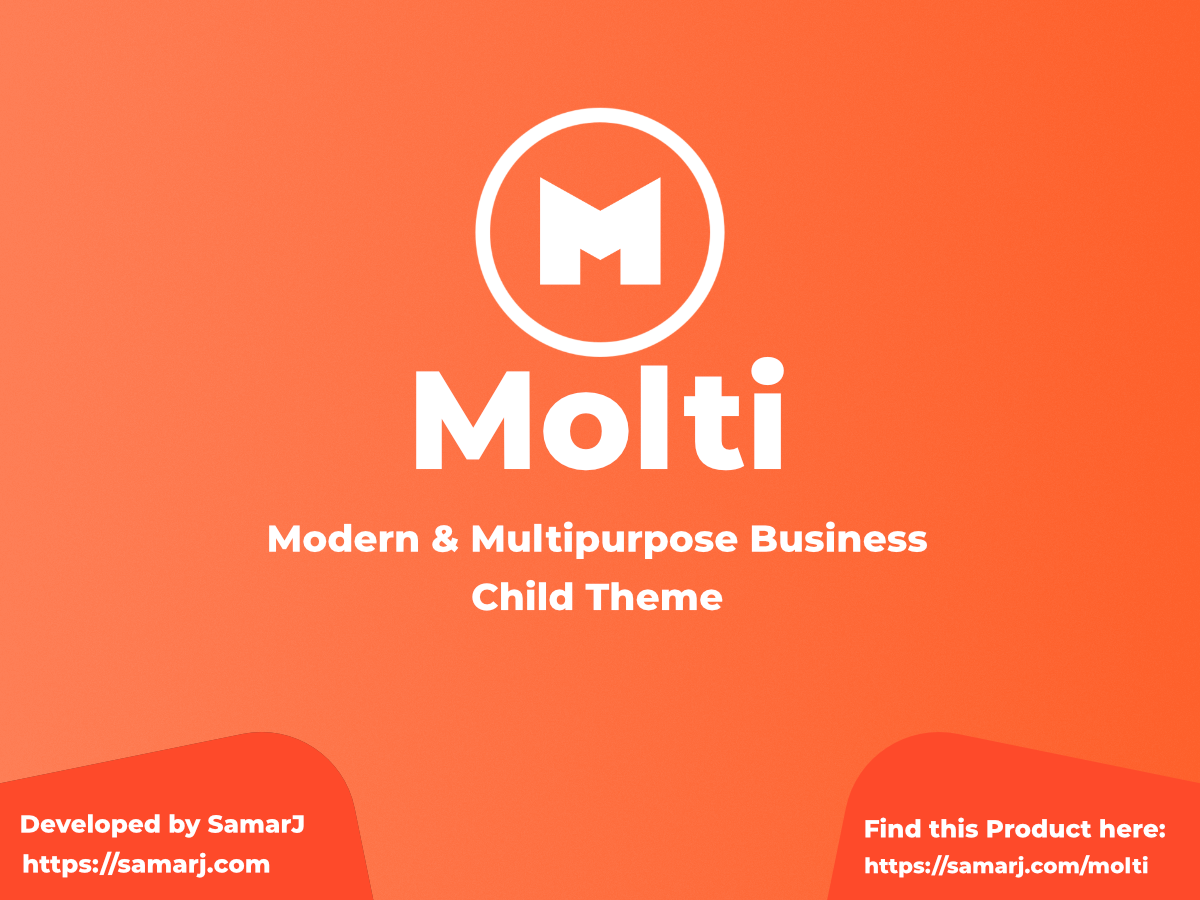 M
Molti
Modern & Multipurpose Business
Child Theme
Developed by SamarJ
https://samarj.com
Find this Product here:
https://samarj.com/molti